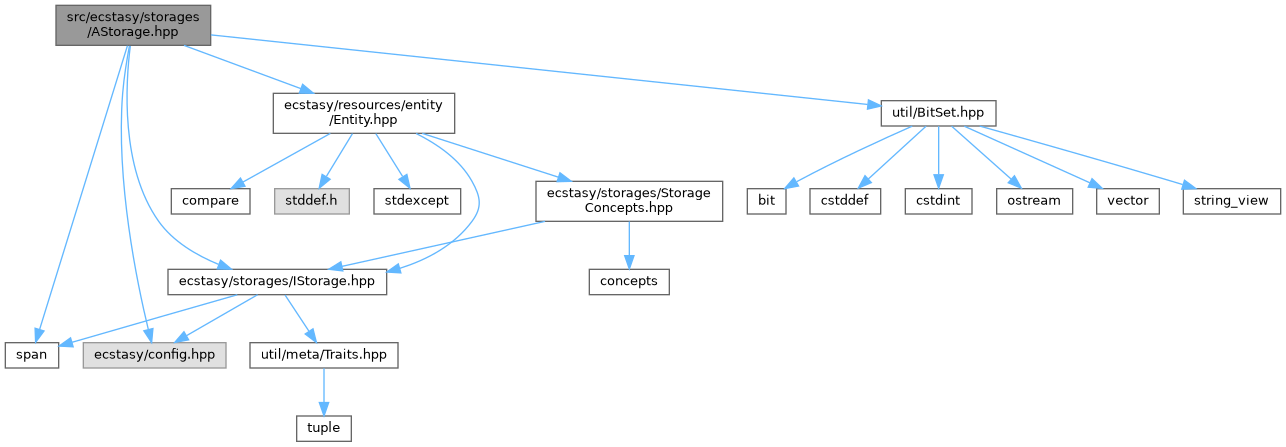 src/ecstasy/storages
/AStorage.hpp
ecstasy/resources/entity
/Entity.hpp
util/BitSet.hpp
compare
stddef.h
stdexcept
ecstasy/storages/Storage
Concepts.hpp
bit
cstddef
cstdint
ostream
vector
string_view
ecstasy/storages/IStorage.hpp
concepts
span
ecstasy/config.hpp
util/meta/Traits.hpp
tuple